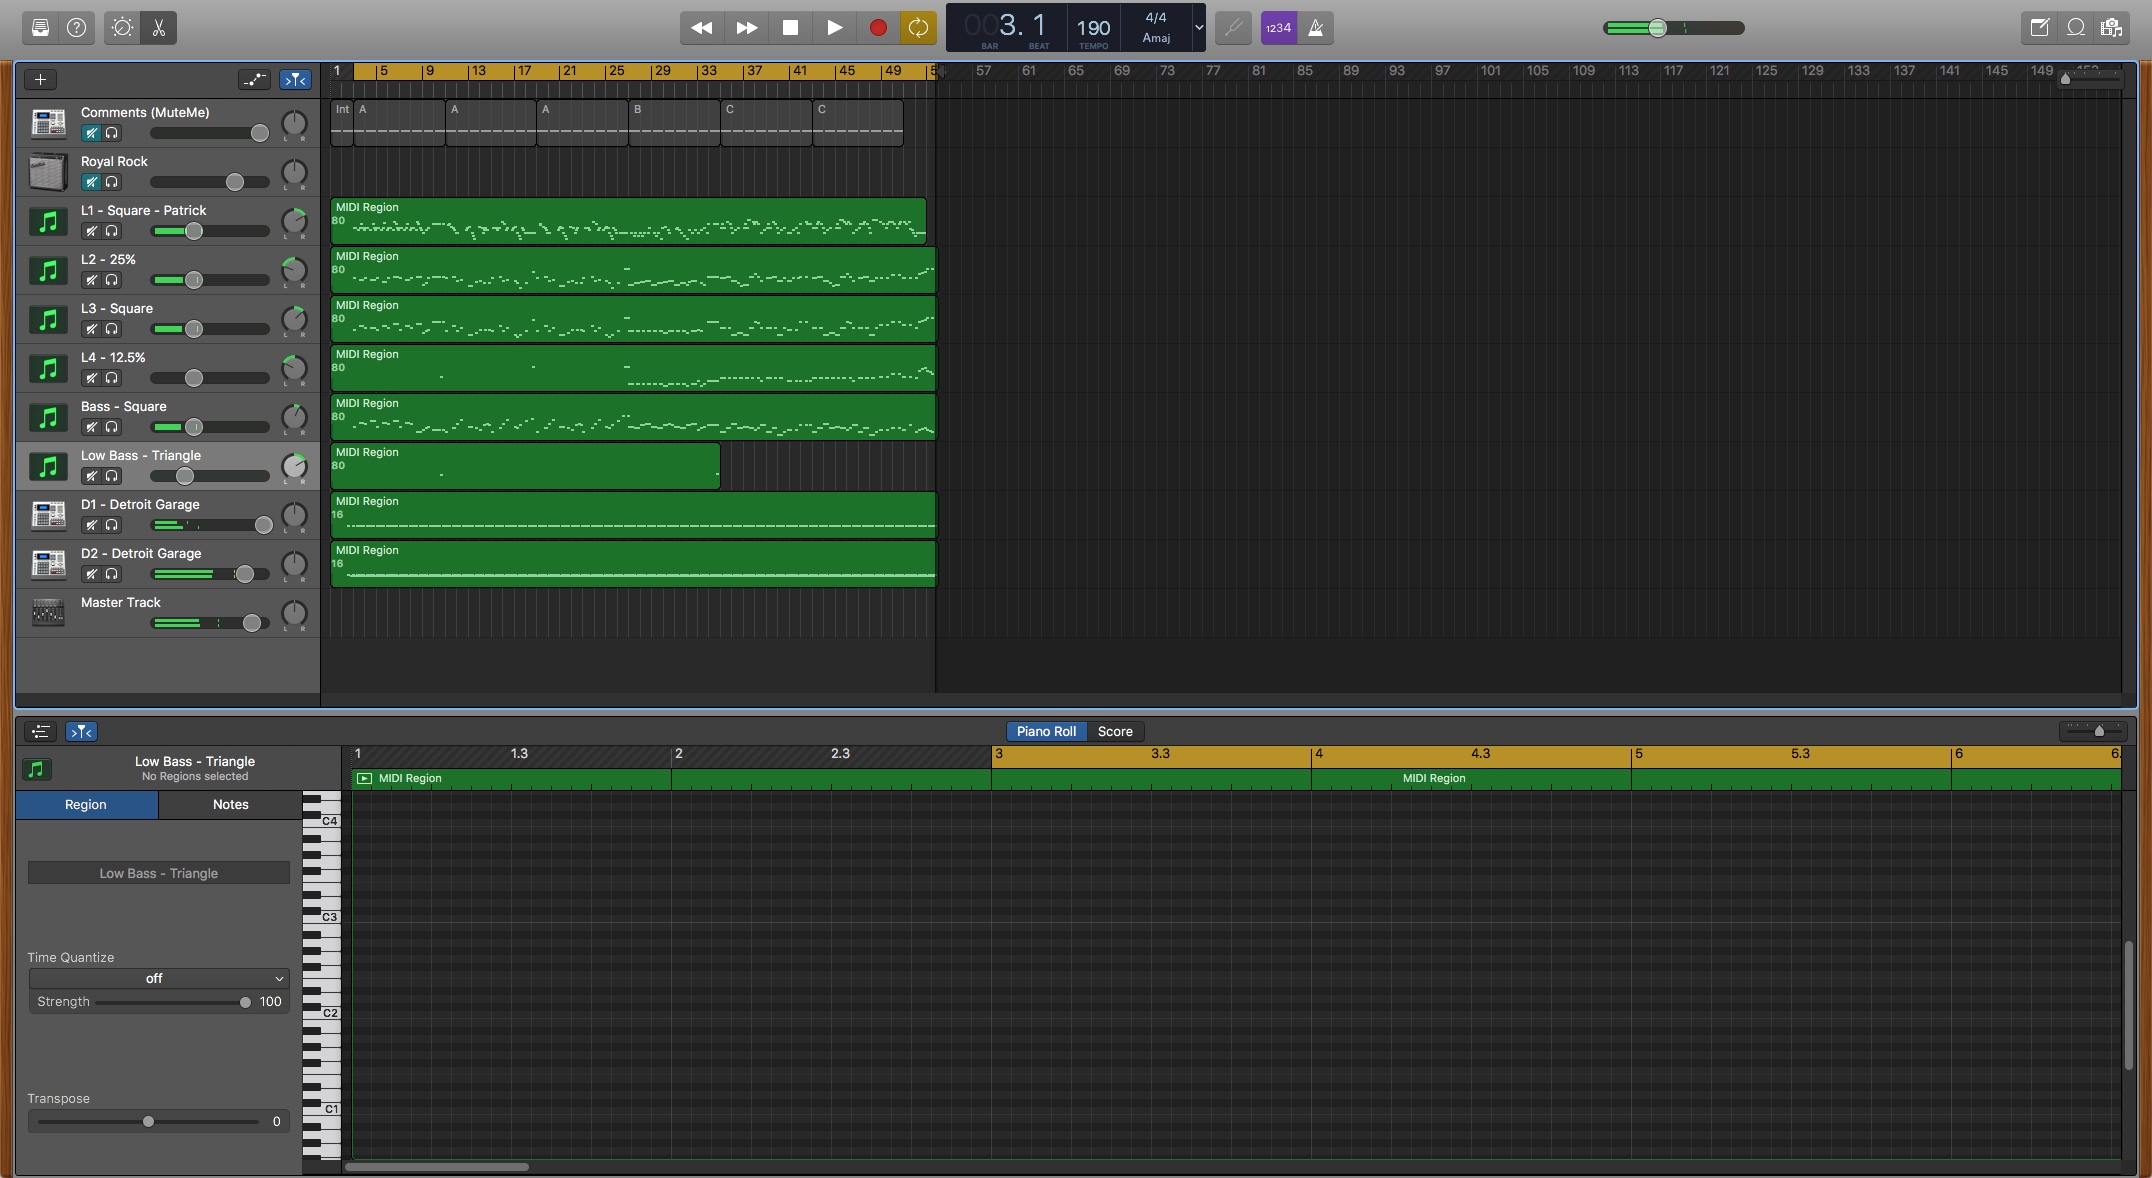 003. 1
BAR BEAT
190
TEMPO
4/4
Amaj
1234
1 5 9 13 17 21 25 29 33 37 41 45 49 57 61 65 69 73 77 81 85 89 93 97 101 105 109 113 117 121 125 129 133 137 141 145 149
Comments (MuteMe)
L R
Int A A A B C C
Royal Rock
L R
L1 - Square - Patrick
L R
MIDI Region
80
L2 - 25%
L R
MIDI Region
80
L3 - Square
L R
MIDI Region
80
L4 - 12.5%
L R
MIDI Region
80
Bass - Square
L R
MIDI Region
80
Low Bass - Triangle
L R
MIDI Region
80
D1 - Detroit Garage
L R
MIDI Region
16
D2 - Detroit Garage
L R
MIDI Region
16
Master Track
L R
Piano Roll Score
Low Bass - Triangle
No Regions selected
1 1.3 2 2.3 3 3.3 4 4.3 5 5.3 6 6.
MIDI Region MIDI Region
Region Notes
C4
Low Bass - Triangle
C3
Time Quantize
off
Strength 100
C2
Transpose
C1
0